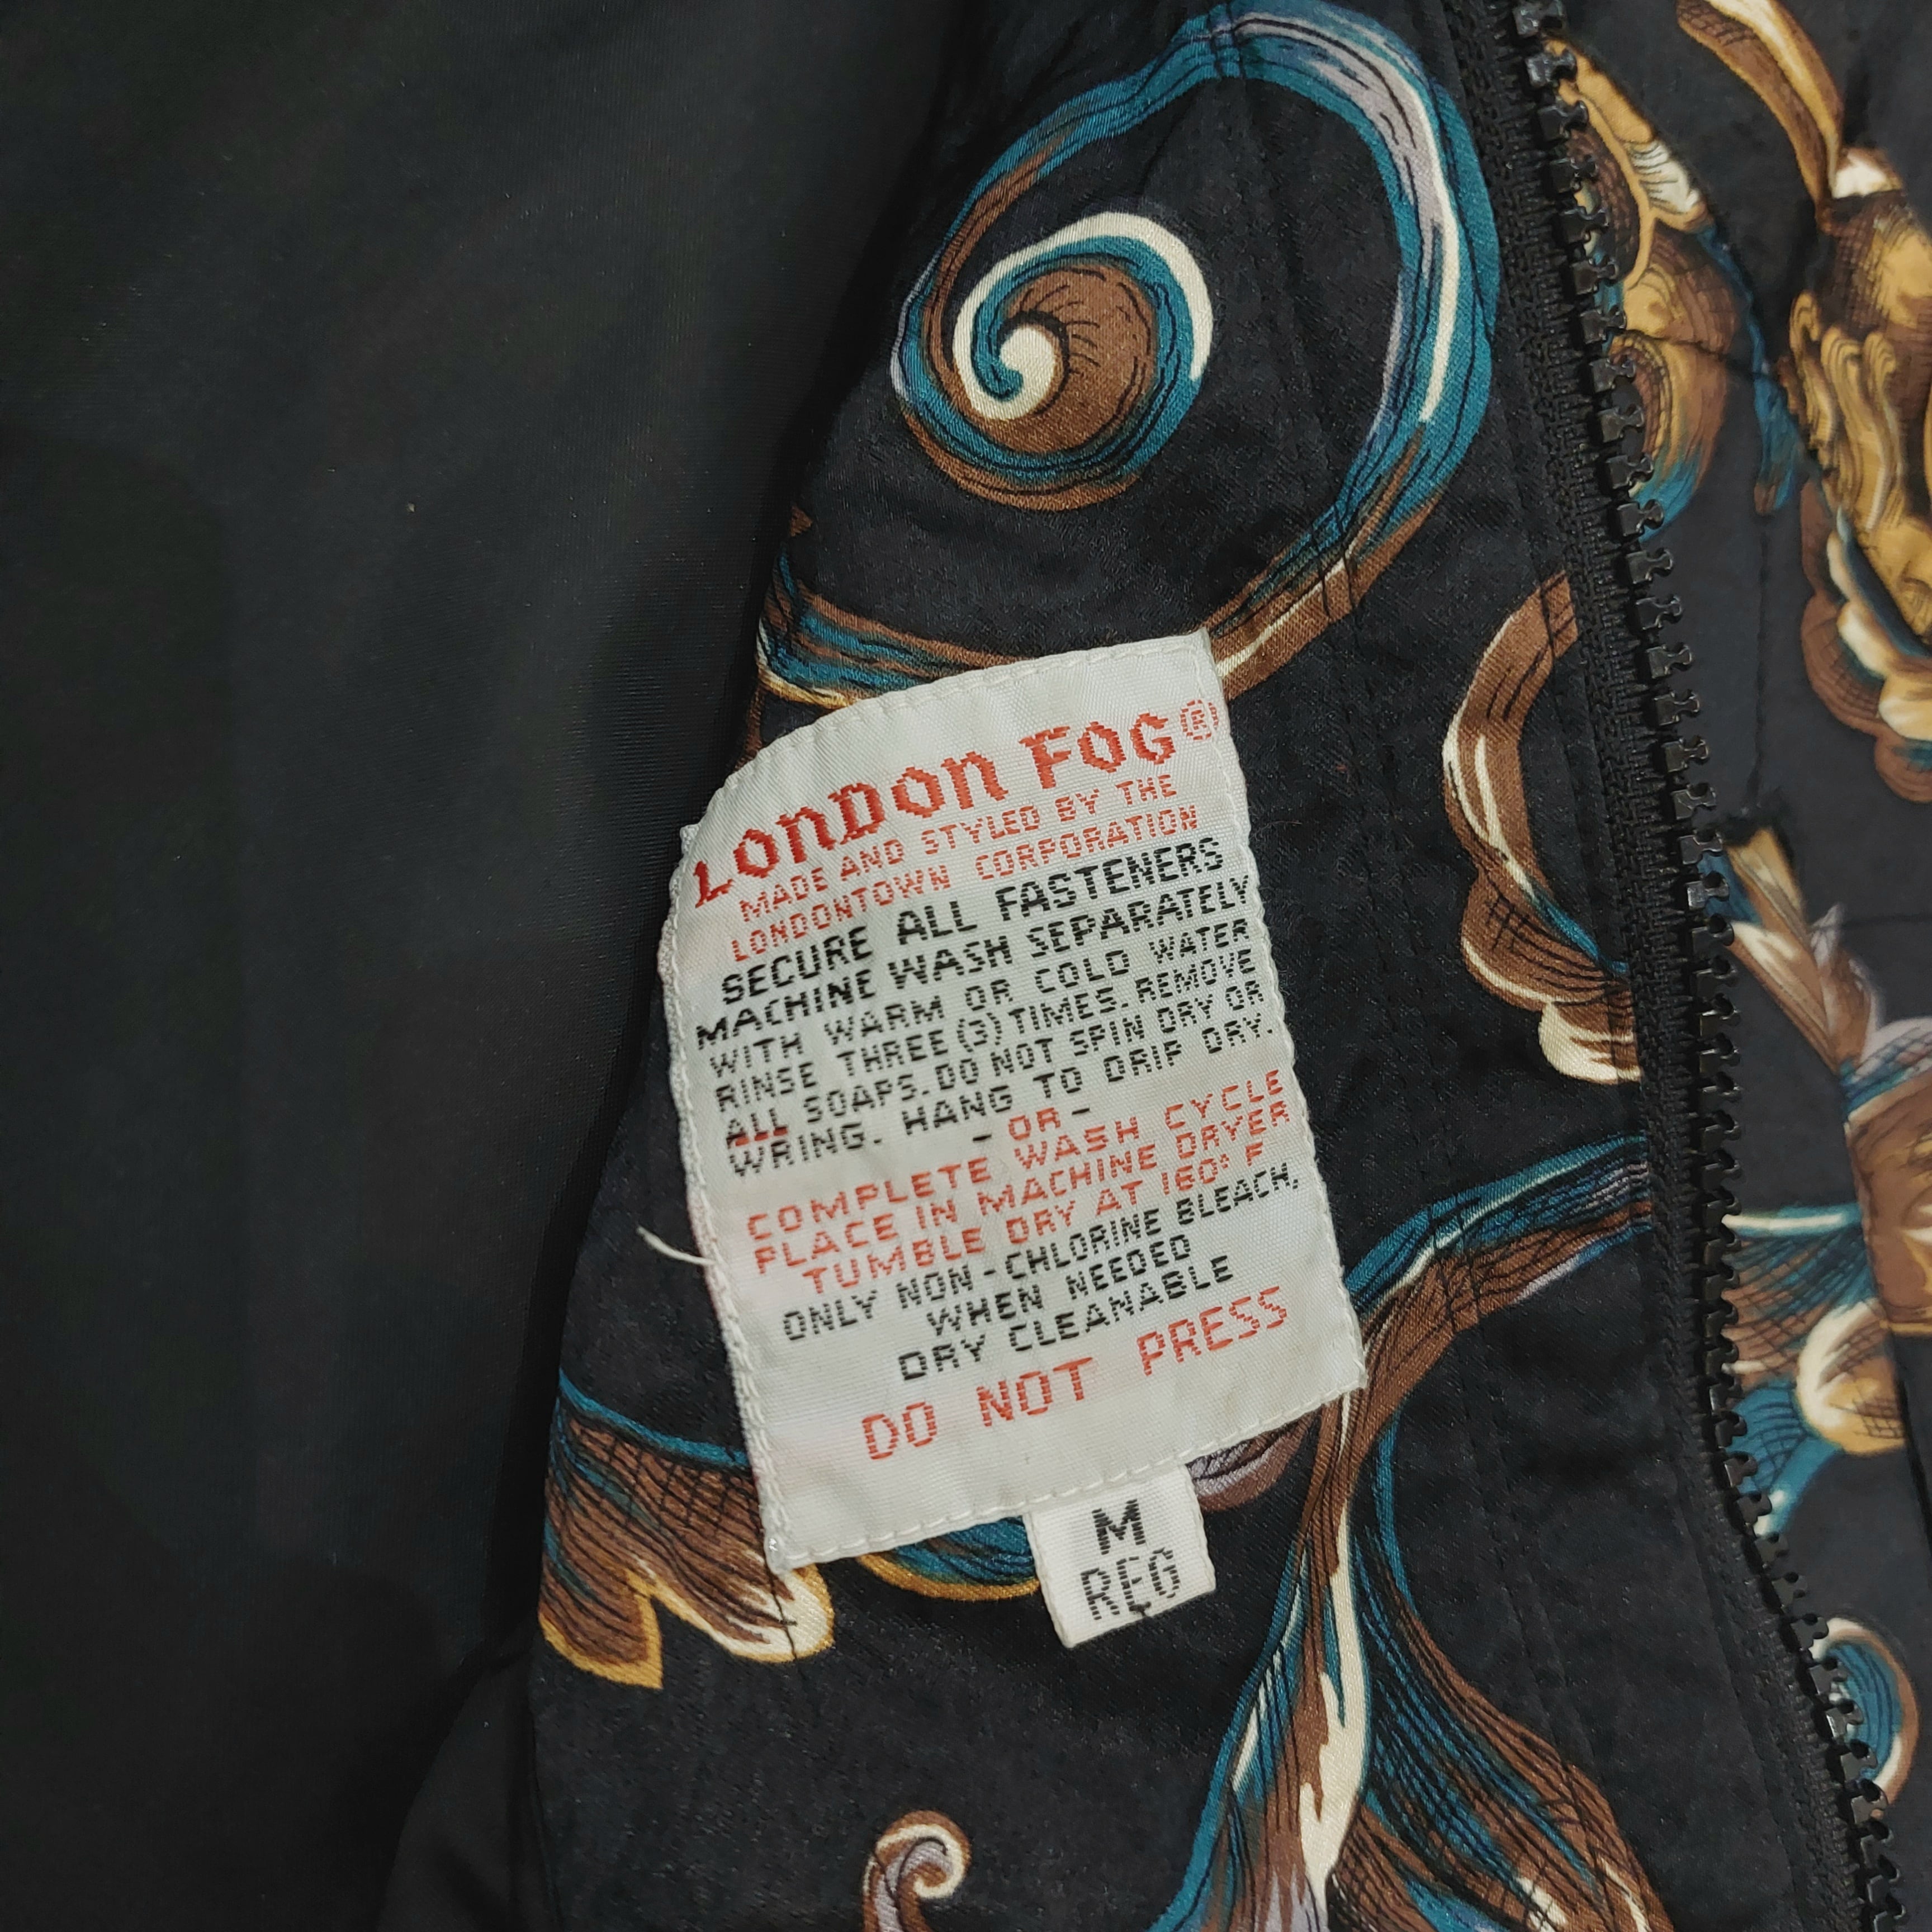 LONDON FOG®
MADE AND STYLED BY THE
LONDONTOWN CORPORATION
SECURE ALL FASTENERS
MACHINE WASH SEPARATELY
WITH WARM OR COLD WATER
RINSE THREE (3) TIMES. REMOVE
ALL SOAPS. DO NOT SPIN DRY OR
WRING. HANG TO DRIP DRY.
- OR -
COMPLETE WASH CYCLE
PLACE IN MACHINE DRYER
TUMBLE DRY AT 160° F
ONLY NON-CHLORINE BLEACH,
WHEN NEEDED
DRY CLEANABLE
DO NOT PRESS
M
REG